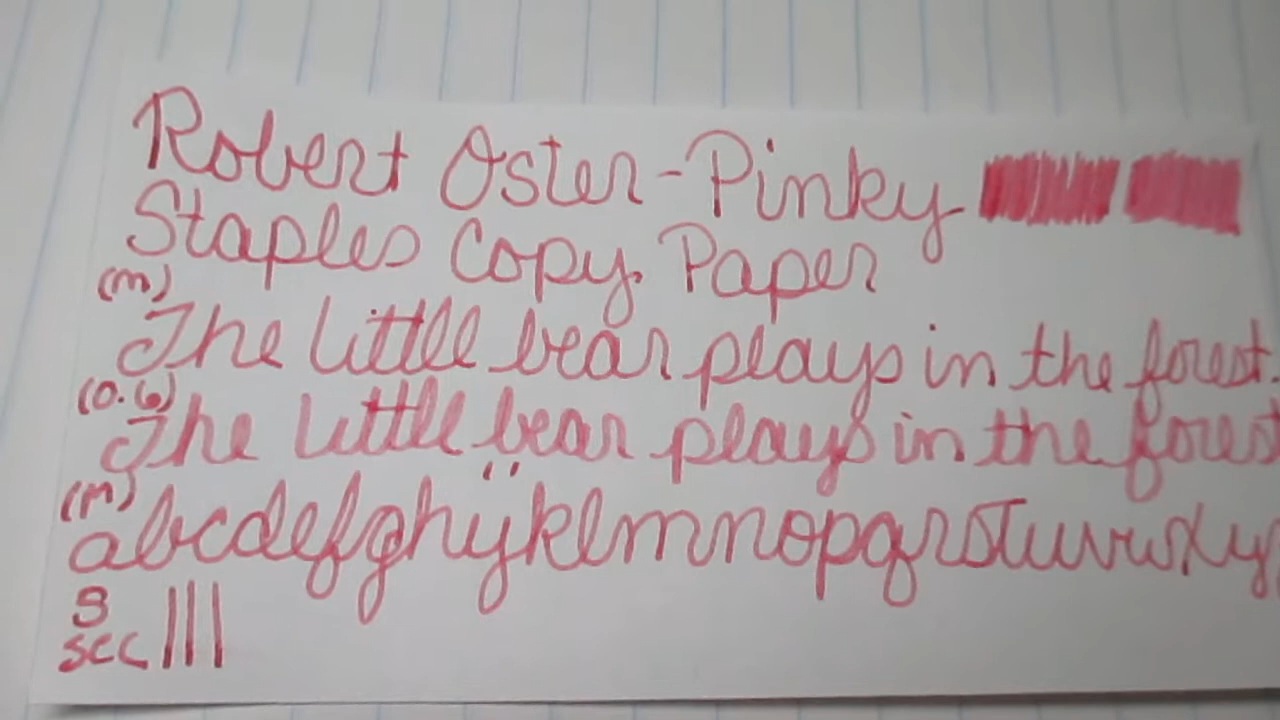 Robert Oster-Pinky
Staples Copy Paper
(m)
The little bear plays in the forest.
(0.6)
The little bear plays in the forest
(m)
abcdefghijklmnopqrstuvwxy
sec |||